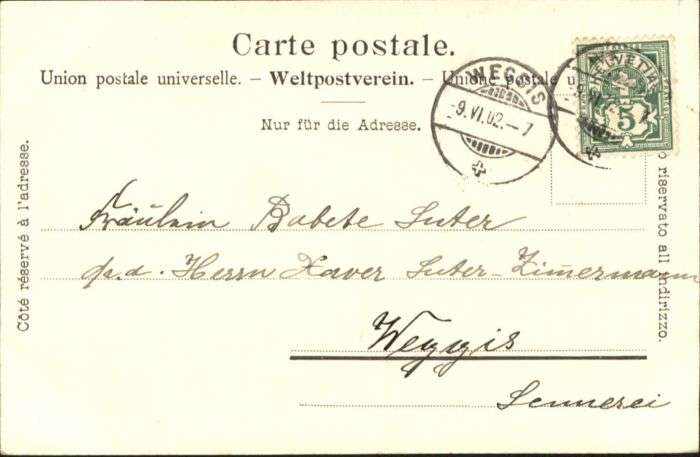 Carte postale.
Union postale universelle. – Weltpostverein. – Unione postale u
Nur für die Adresse.
WEGGIS
-9.VI.02.-7
HELVETIA
5
Côté réservé à l'adresse.
o riservato all' indirizzo.
Fräulein Babete Suter
p.a. Herrn Xaver Suter-Zimmermann
Weggis
Sennerei